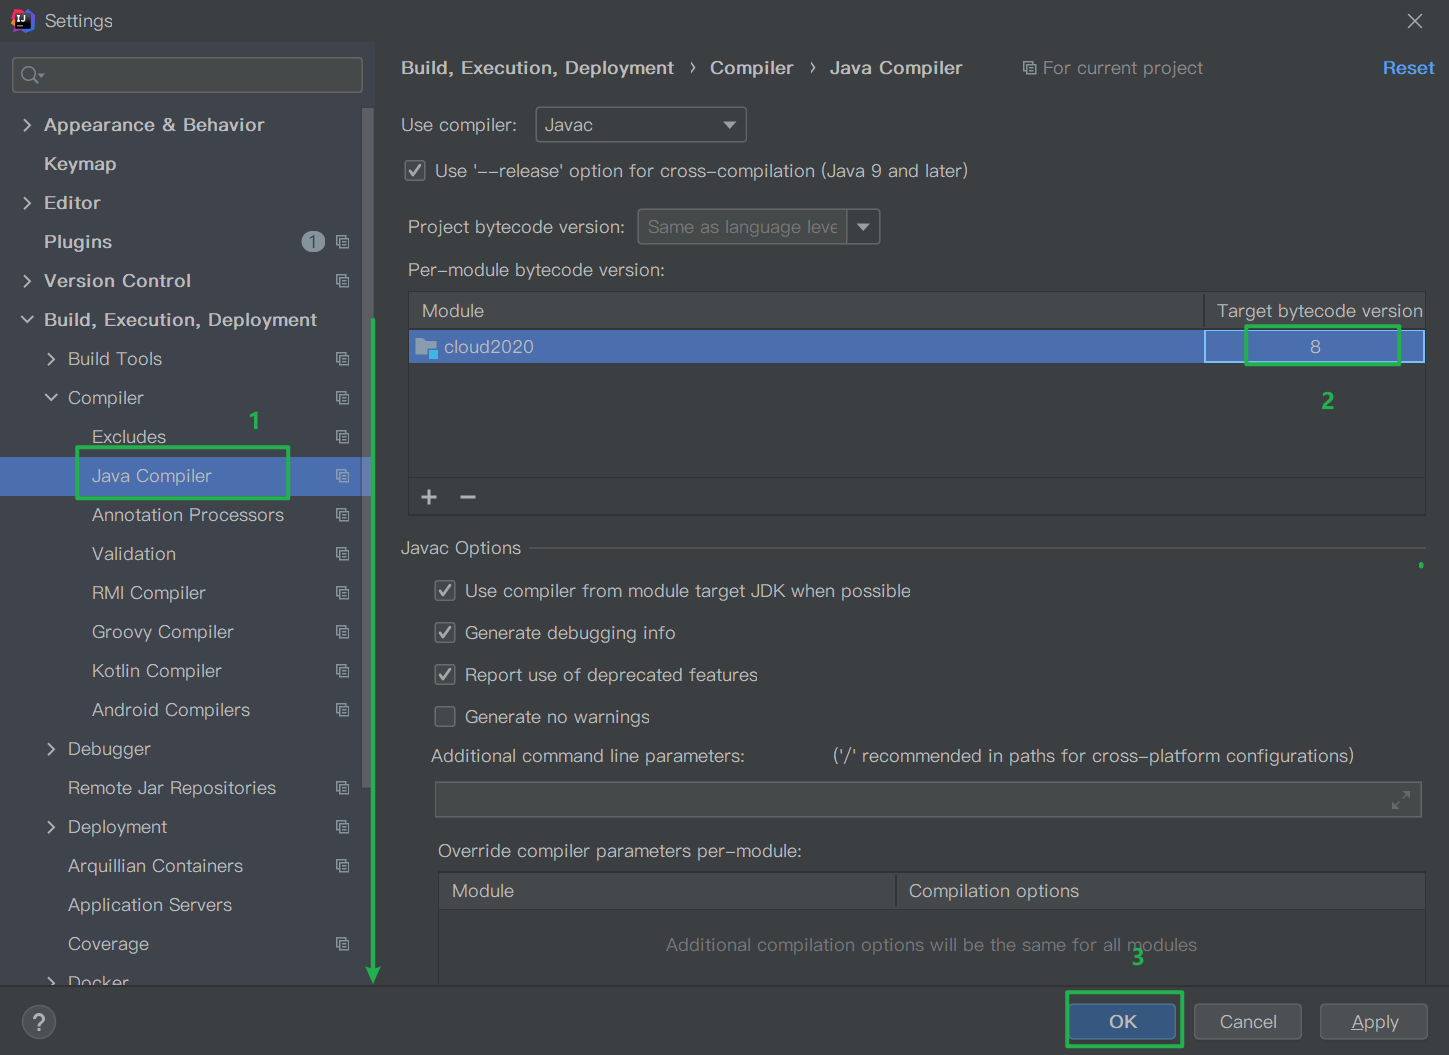 Settings
Appearance & Behavior
Keymap
Editor
Plugins 1
Version Control
Build, Execution, Deployment
Build Tools
Compiler
1
Excludes
Java Compiler
Annotation Processors
Validation
RMI Compiler
Groovy Compiler
Kotlin Compiler
Android Compilers
Debugger
Remote Jar Repositories
Deployment
Arquillian Containers
Application Servers
Coverage
Docker
Build, Execution, Deployment › Compiler › Java Compiler For current project Reset
Use compiler: Javac
Use '--release' option for cross-compilation (Java 9 and later)
Project bytecode version: Same as language leve
Per-module bytecode version:
Module Target bytecode version
cloud2020 8
2
Javac Options
Use compiler from module target JDK when possible
Generate debugging info
Report use of deprecated features
Generate no warnings
Additional command line parameters: ('/' recommended in paths for cross-platform configurations)
Override compiler parameters per-module:
Module Compilation options
Additional compilation options will be the same for all modules
3
? OK Cancel Apply